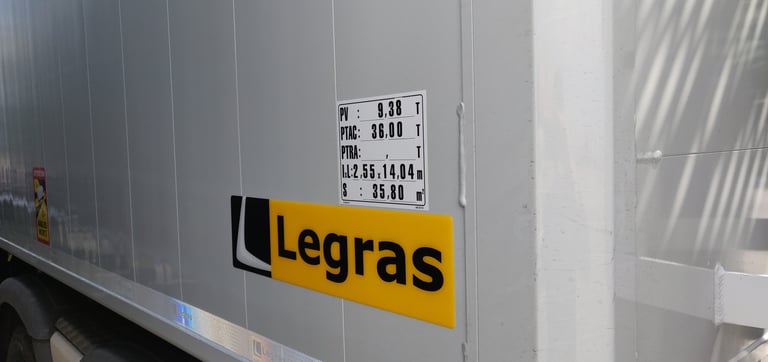 PV : 9,38 T
PTAC: 36,00 T
PTRA: , T
l.L: 2,55 x 14,04 m
S : 35,80 m²
Legras